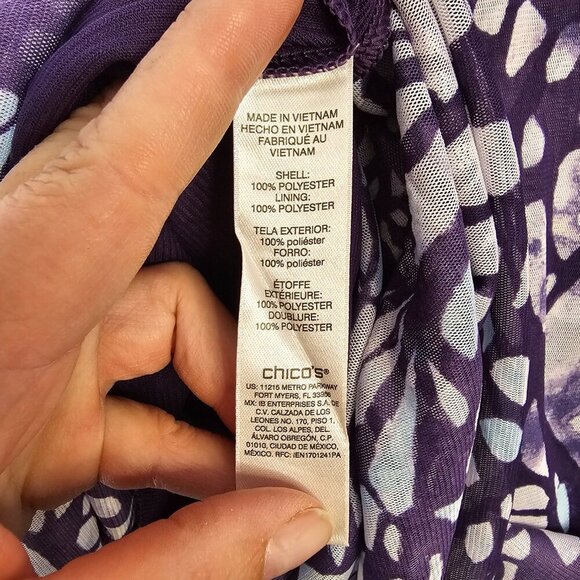 MADE IN VIETNAM
HECHO EN VIETNAM
FABRIQUÉ AU
VIETNAM
SHELL:
100% POLYESTER
LINING:
100% POLYESTER
TELA EXTERIOR:
100% poliéster
FORRO:
100% poliéster
ÉTOFFE
EXTÉRIEURE:
100% POLYESTER
DOUBLURE:
100% POLYESTER
chico's®
US: 11215 METRO PARKWAY
FORT MYERS, FL 33966
MX: IB ENTERPRISES S.A. DE
C.V. CALZADA DE LOS
LEONES NO. 170, PISO 1,
COL. LOS ALPES, DEL.
ÁLVARO OBREGÓN, C.P.
01010, CIUDAD DE MÉXICO,
MÉXICO. RFC: IEN1701241PA